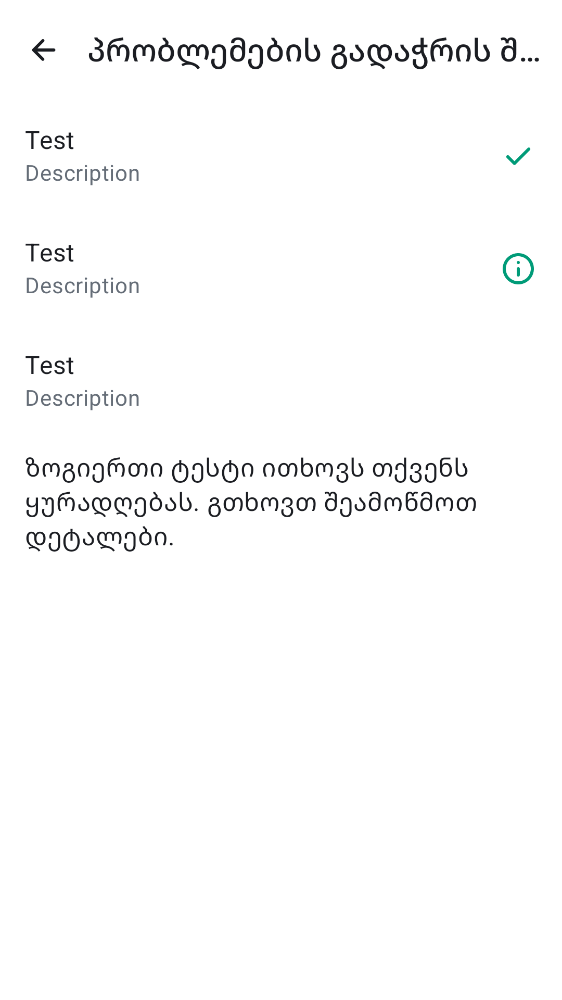 პრობლემების გადაჭრის შ...
Test
Description
Test
Description
Test
Description
ზოგიერთი ტესტი ითხოვს თქვენს
ყურადღებას. გთხოვთ შეამოწმოთ
დეტალები.